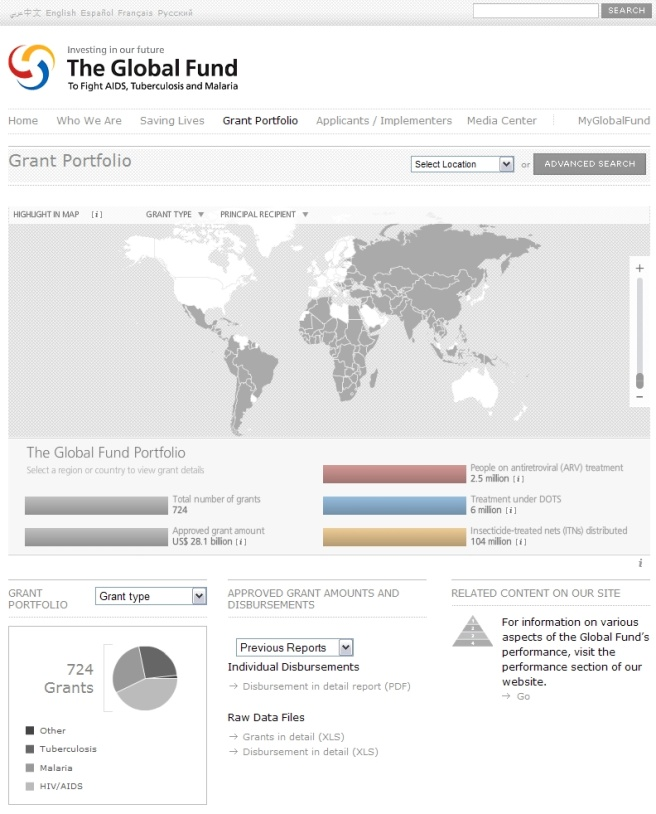 عربي 中文 English Español Français Русский
SEARCH
Investing in our future
The Global Fund
To Fight AIDS, Tuberculosis and Malaria
Home Who We Are Saving Lives Grant Portfolio Applicants / Implementers Media Center MyGlobalFund
Grant Portfolio
Select Location or ADVANCED SEARCH
HIGHLIGHT IN MAP [i] GRANT TYPE PRINCIPAL RECIPIENT
+
−
The Global Fund Portfolio
Select a region or country to view grant details
People on antiretroviral (ARV) treatment
2.5 million [i]
Total number of grants
724
Treatment under DOTS
6 million [i]
Approved grant amount
US$ 28.1 billion [i]
Insecticide-treated nets (ITNs) distributed
104 million [i]
i
GRANT
PORTFOLIO
Grant type
724
Grants
Other
Tuberculosis
Malaria
HIV/AIDS
APPROVED GRANT AMOUNTS AND
DISBURSEMENTS
Previous Reports
Individual Disbursements
→ Disbursement in detail report (PDF)
Raw Data Files
→ Grants in detail (XLS)
→ Disbursement in detail (XLS)
RELATED CONTENT ON OUR SITE
For information on various
aspects of the Global Fund's
performance, visit the
performance section of our
website.
→ Go